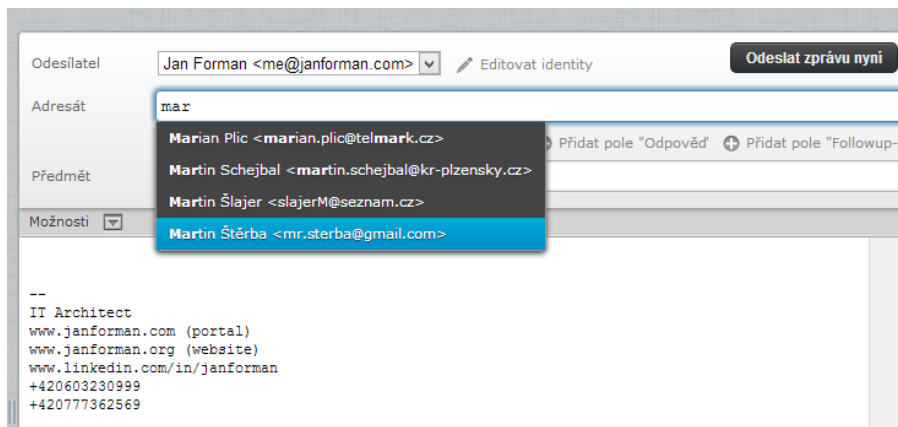 Odesílatel
Jan Forman <me@janforman.com>
Editovat identity
Odeslat zprávu nyní
Adresát
mar
Marian Plic <marian.plic@telmark.cz>
Martin Schejbal <martin.schejbal@kr-plzensky.cz>
Martin Šlajer <slajerM@seznam.cz>
Martin Štěrba <mr.sterba@gmail.com>
Přidat pole "Odpověď
Přidat pole "Followup-
Předmět
Možnosti
--
IT Architect
www.janforman.com (portal)
www.janforman.org (website)
www.linkedin.com/in/janforman
+420603230999
+420777362569